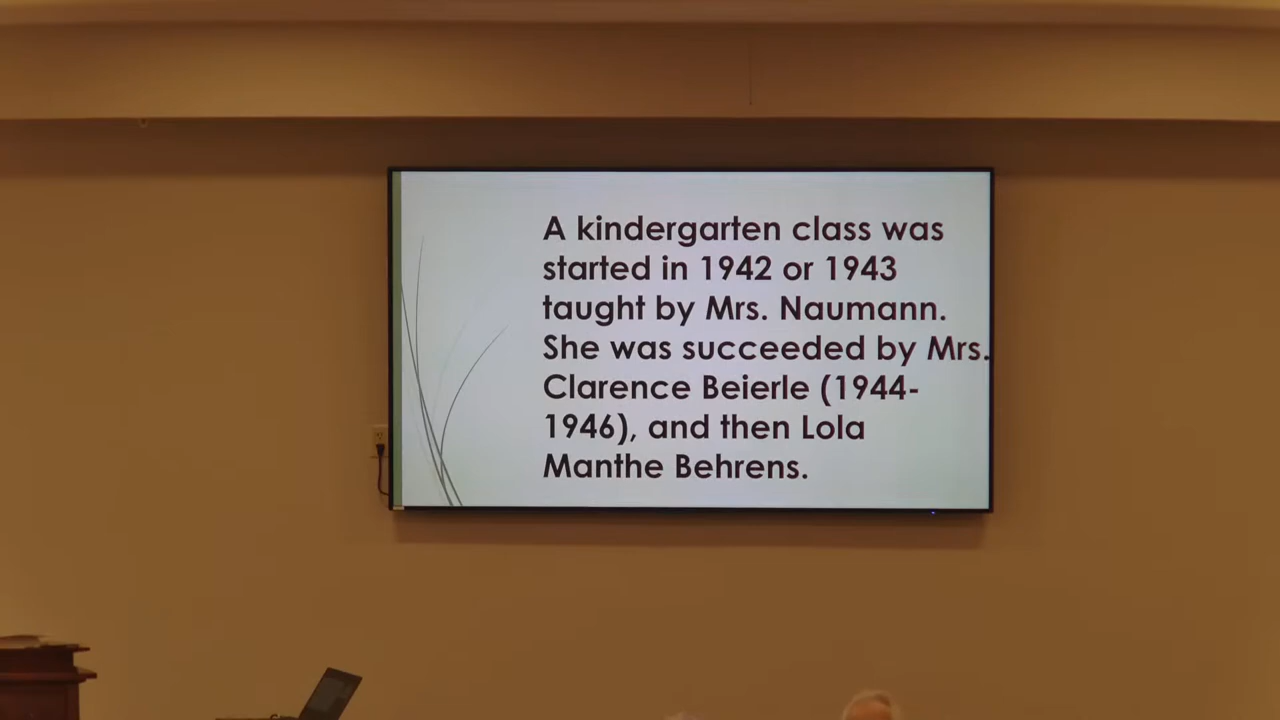 A kindergarten class was
started in 1942 or 1943
taught by Mrs. Naumann.
She was succeeded by Mrs.
Clarence Beierle (1944-
1946), and then Lola
Manthe Behrens.